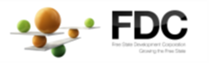 FDC
Free State Development Corporation
Growing the Free State